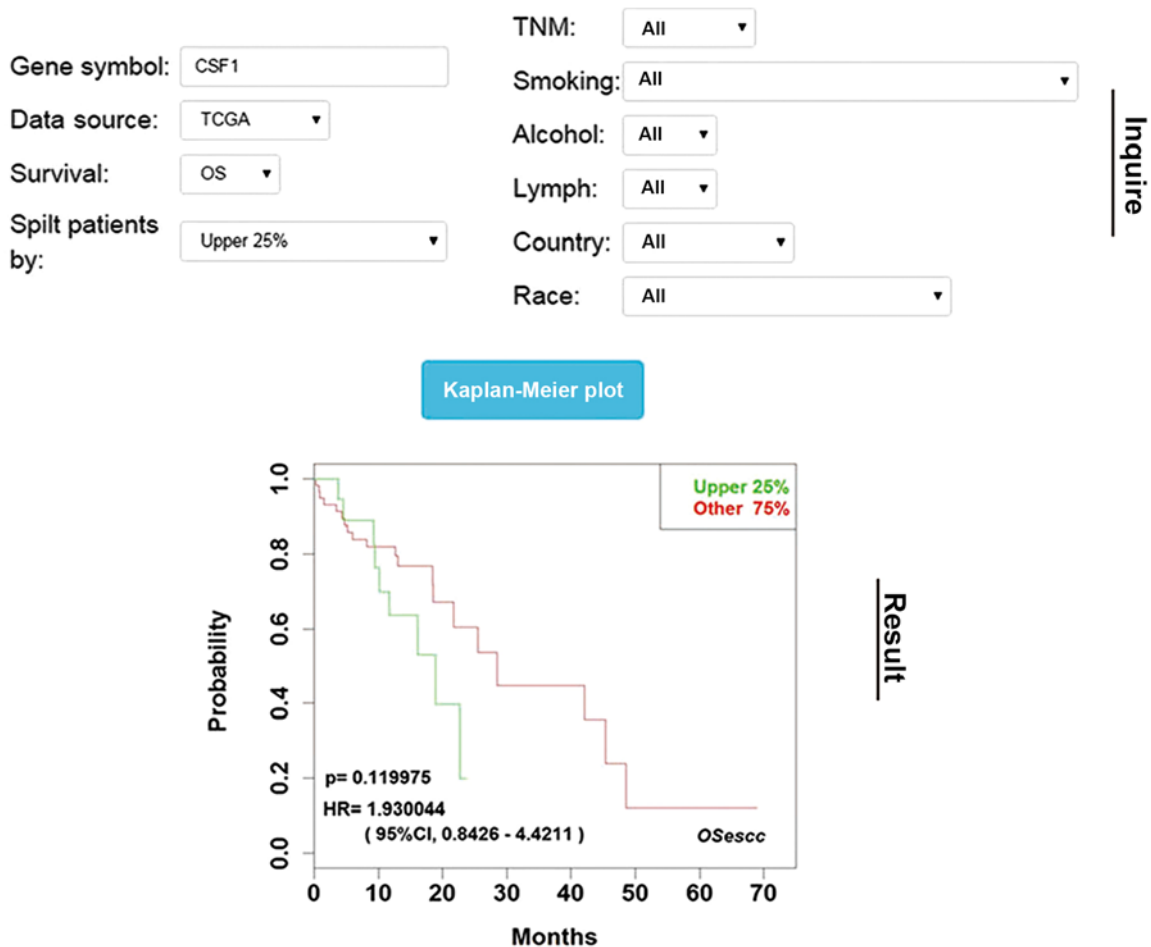 Gene symbol: CSF1
Data source: TCGA
Survival: OS
Spilt patients
by: Upper 25%
TNM: All
Smoking: All
Alcohol: All
Lymph: All
Country: All
Race: All
Inquire
Kaplan-Meier plot
Upper 25%
Other 75%
Probability
1.0
0.8
0.6
0.4
0.2
0.0
p= 0.119975
HR= 1.930044
( 95%CI, 0.8426 - 4.4211 )
OSescc
0 10 20 30 40 50 60 70
Months
Result